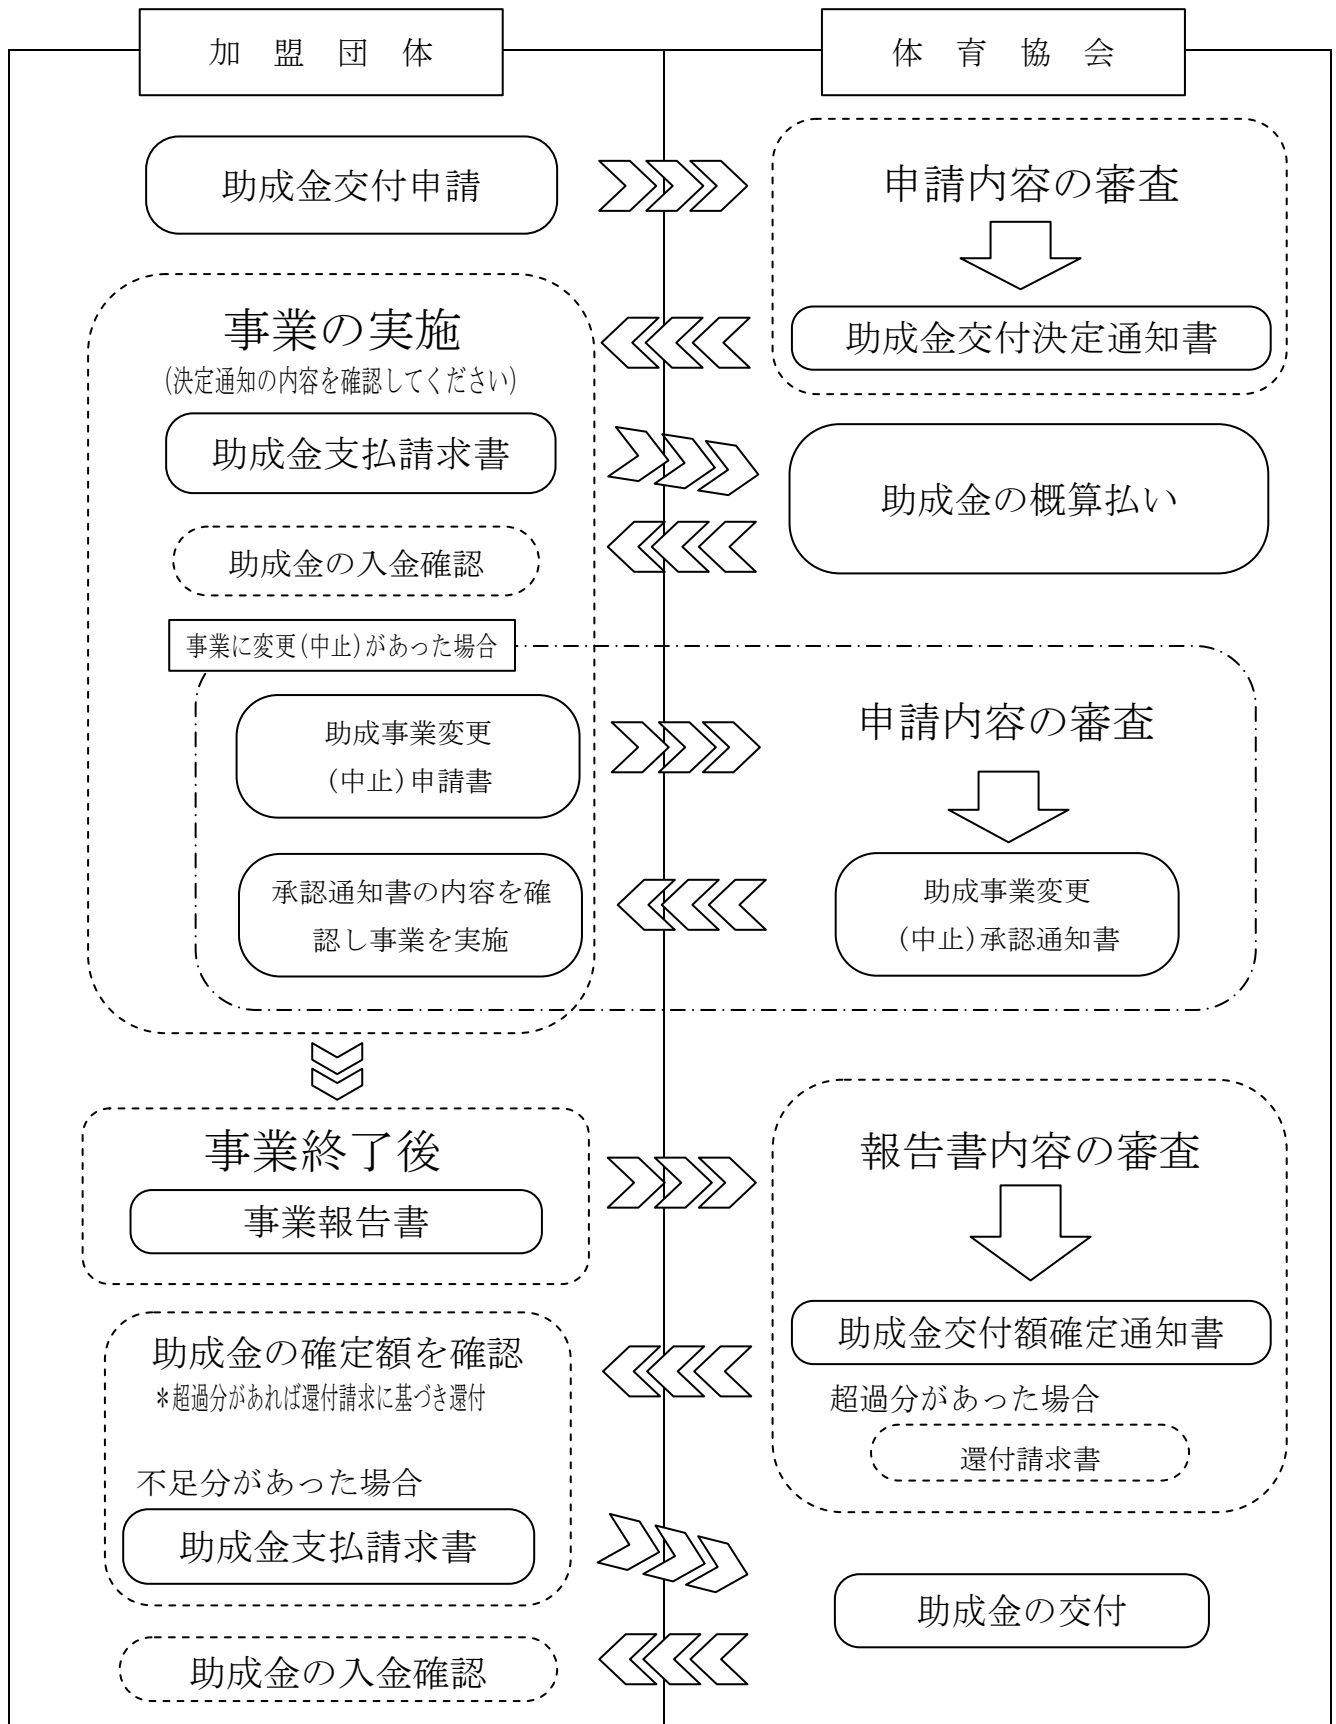 加盟団体
体育協会
助成金交付申請
申請内容の審査
助成金交付決定通知書
事業の実施
(決定通知の内容を確認してください)
助成金支払請求書
助成金の概算払い
助成金の入金確認
事業に変更(中止)があった場合
助成事業変更
(中止)申請書
申請内容の審査
助成事業変更
(中止)承認通知書
承認通知書の内容を確
認し事業を実施
事業終了後
事業報告書
報告書内容の審査
助成金交付額確定通知書
超過分があった場合
還付請求書
助成金の確定額を確認
*超過分があれば還付請求に基づき還付
不足分があった場合
助成金支払請求書
助成金の交付
助成金の入金確認